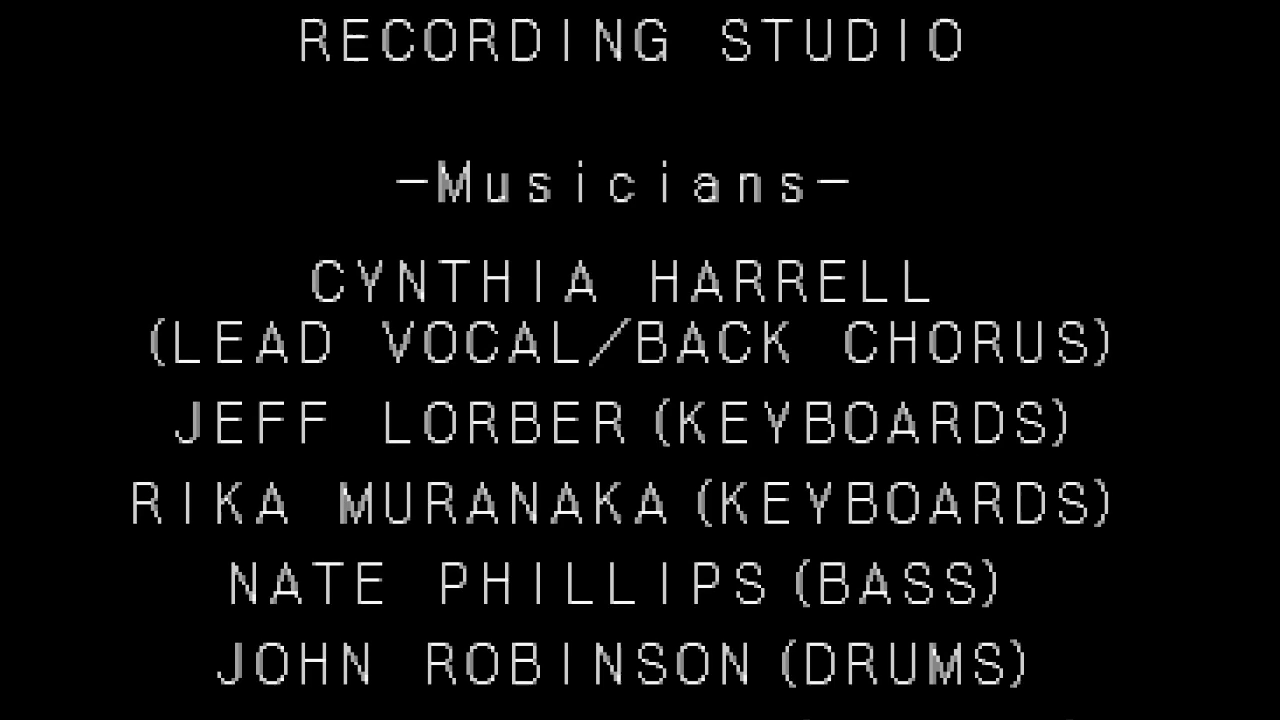 RECORDING STUDIO
-Musicians-
CYNTHIA HARRELL
(LEAD VOCAL/BACK CHORUS)
JEFF LORBER (KEYBOARDS)
RIKA MURANAKA (KEYBOARDS)
NATE PHILLIPS (BASS)
JOHN ROBINSON (DRUMS)